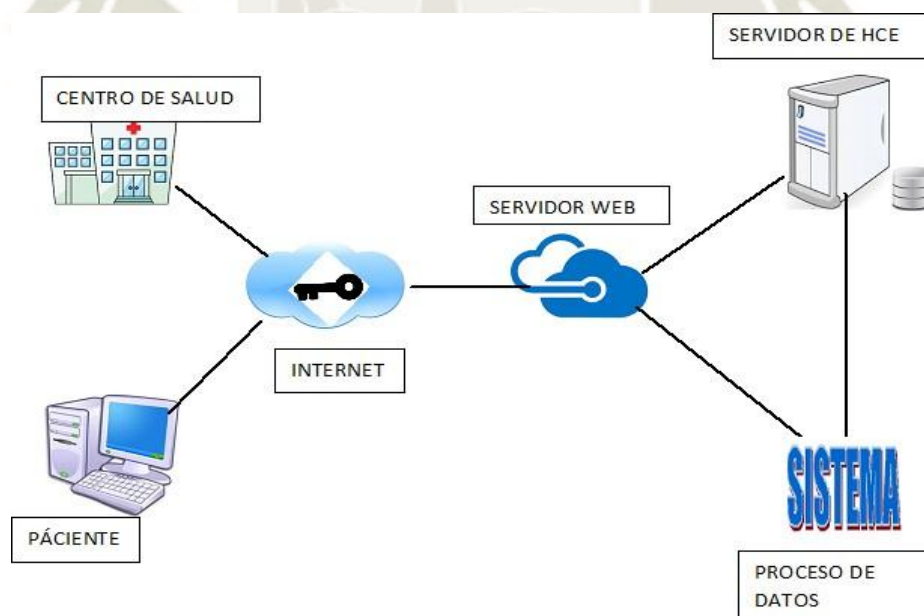 SERVIDOR DE HCE
CENTRO DE SALUD
SERVIDOR WEB
INTERNET
SISTEMA
PÁCIENTE
PROCESO DE
DATOS